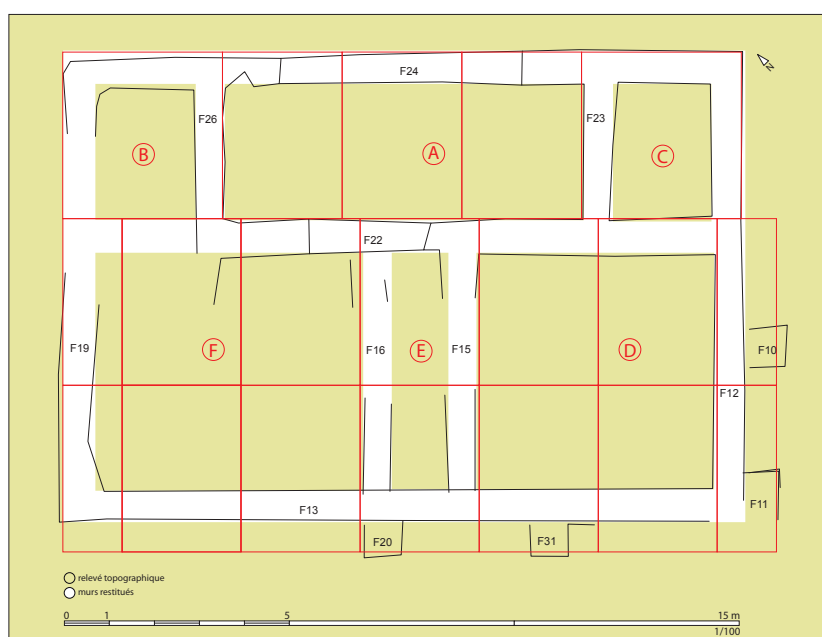 F24
N
F26
F23
B
A
C
F22
F19
F16
F15
F
E
D
F10
F12
F13
F11
F20
F31
relevé topographique
murs restitués
0 1 5 15 m
1/100